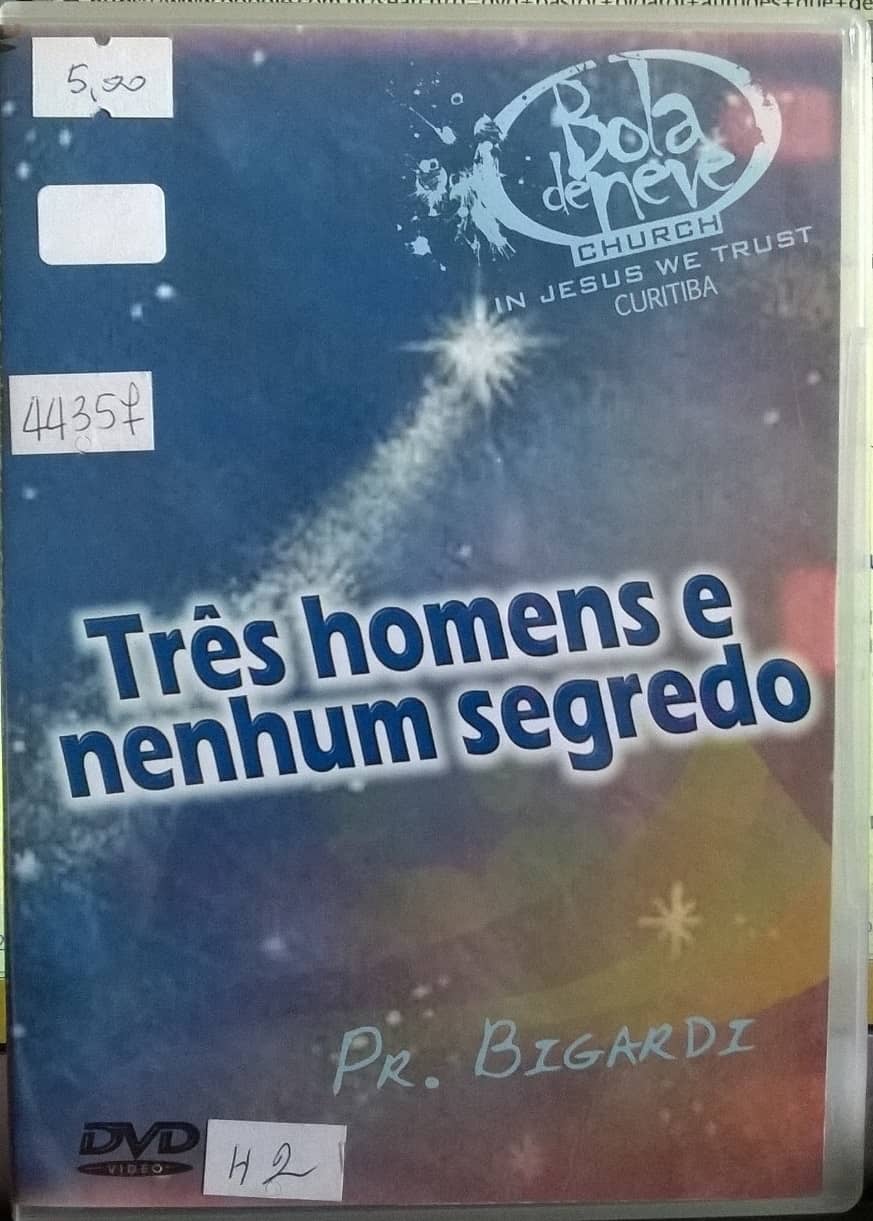 5,00
Bola
de neve
CHURCH
IN JESUS WE TRUST
CURITIBA
44357
Três homens e
nenhum segredo
PR. BIGARDI
DVD
VIDEO
H2